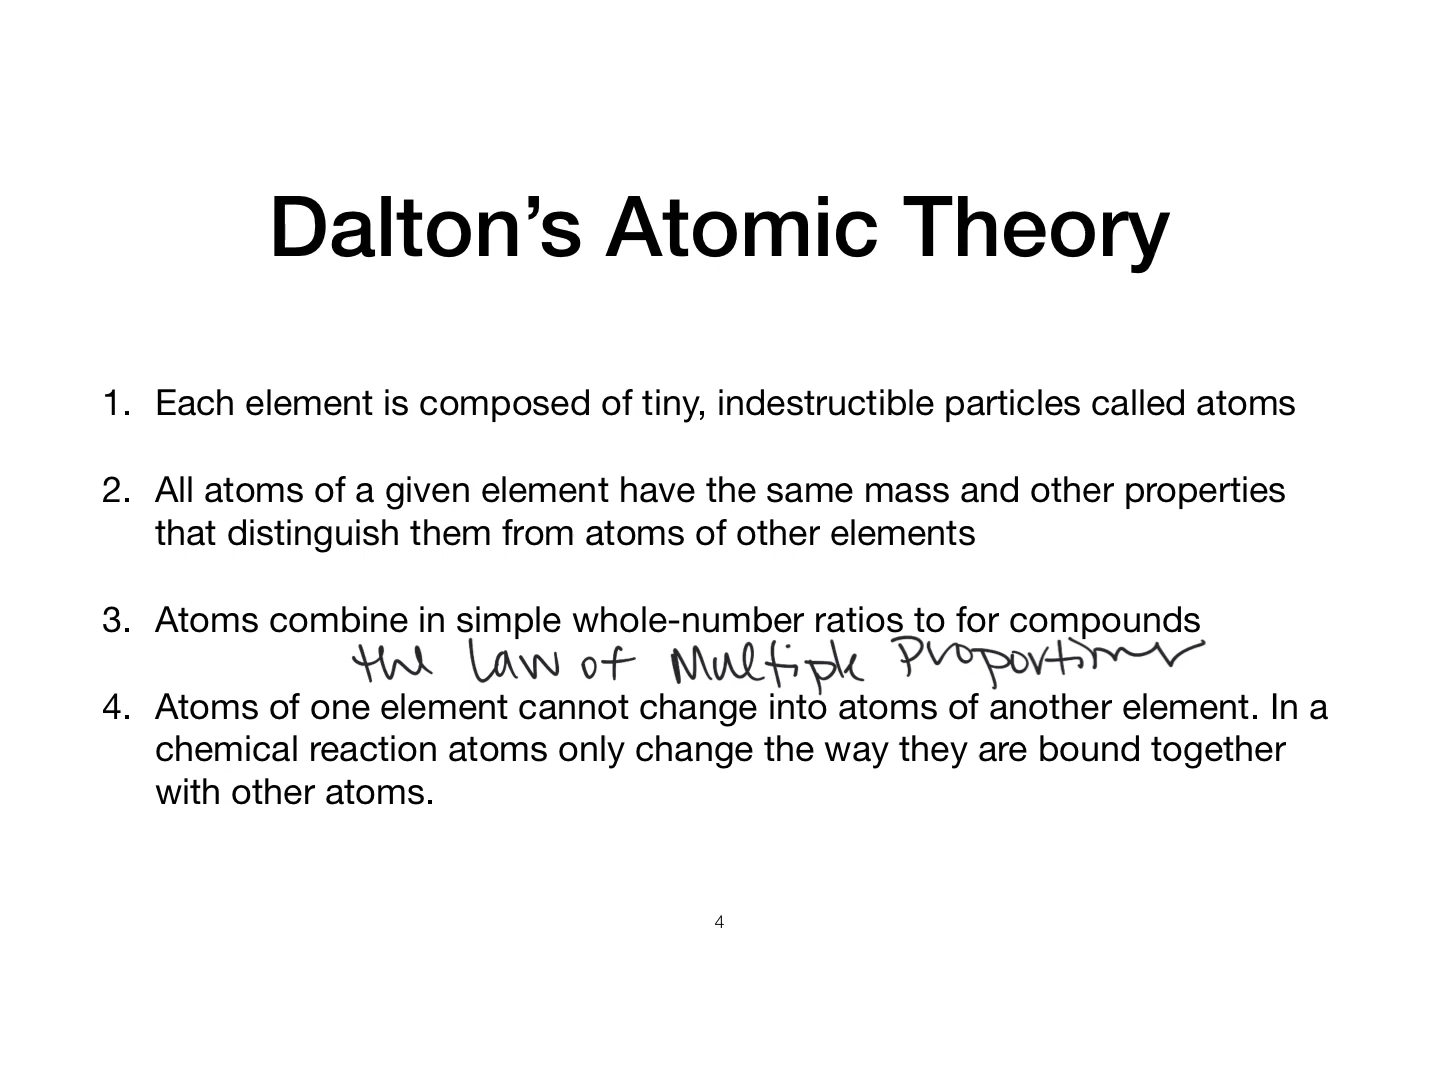 Dalton’s Atomic Theory
1. Each element is composed of tiny, indestructible particles called atoms
2. All atoms of a given element have the same mass and other properties
that distinguish them from atoms of other elements
3. Atoms combine in simple whole-number ratios to for compounds
the law of Multiple Proportions
4. Atoms of one element cannot change into atoms of another element. In a
chemical reaction atoms only change the way they are bound together
with other atoms.
4